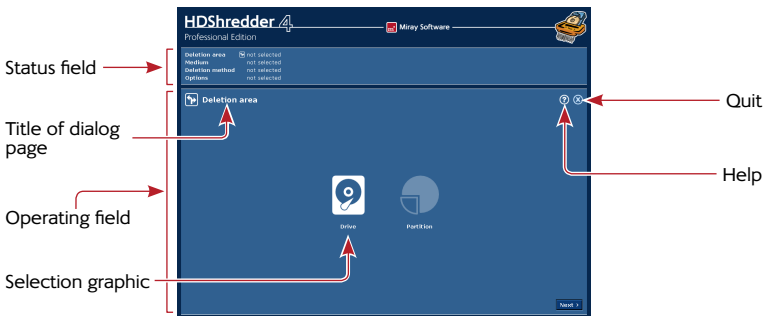 HDShredder 4
Professional Edition
Miray Software
Deletion area not selected
Medium not selected
Deletion method not selected
Options not selected
Deletion area
?
X
Drive
Partition
Next >
Status field
Title of dialog
page
Operating field
Selection graphic
Quit
Help